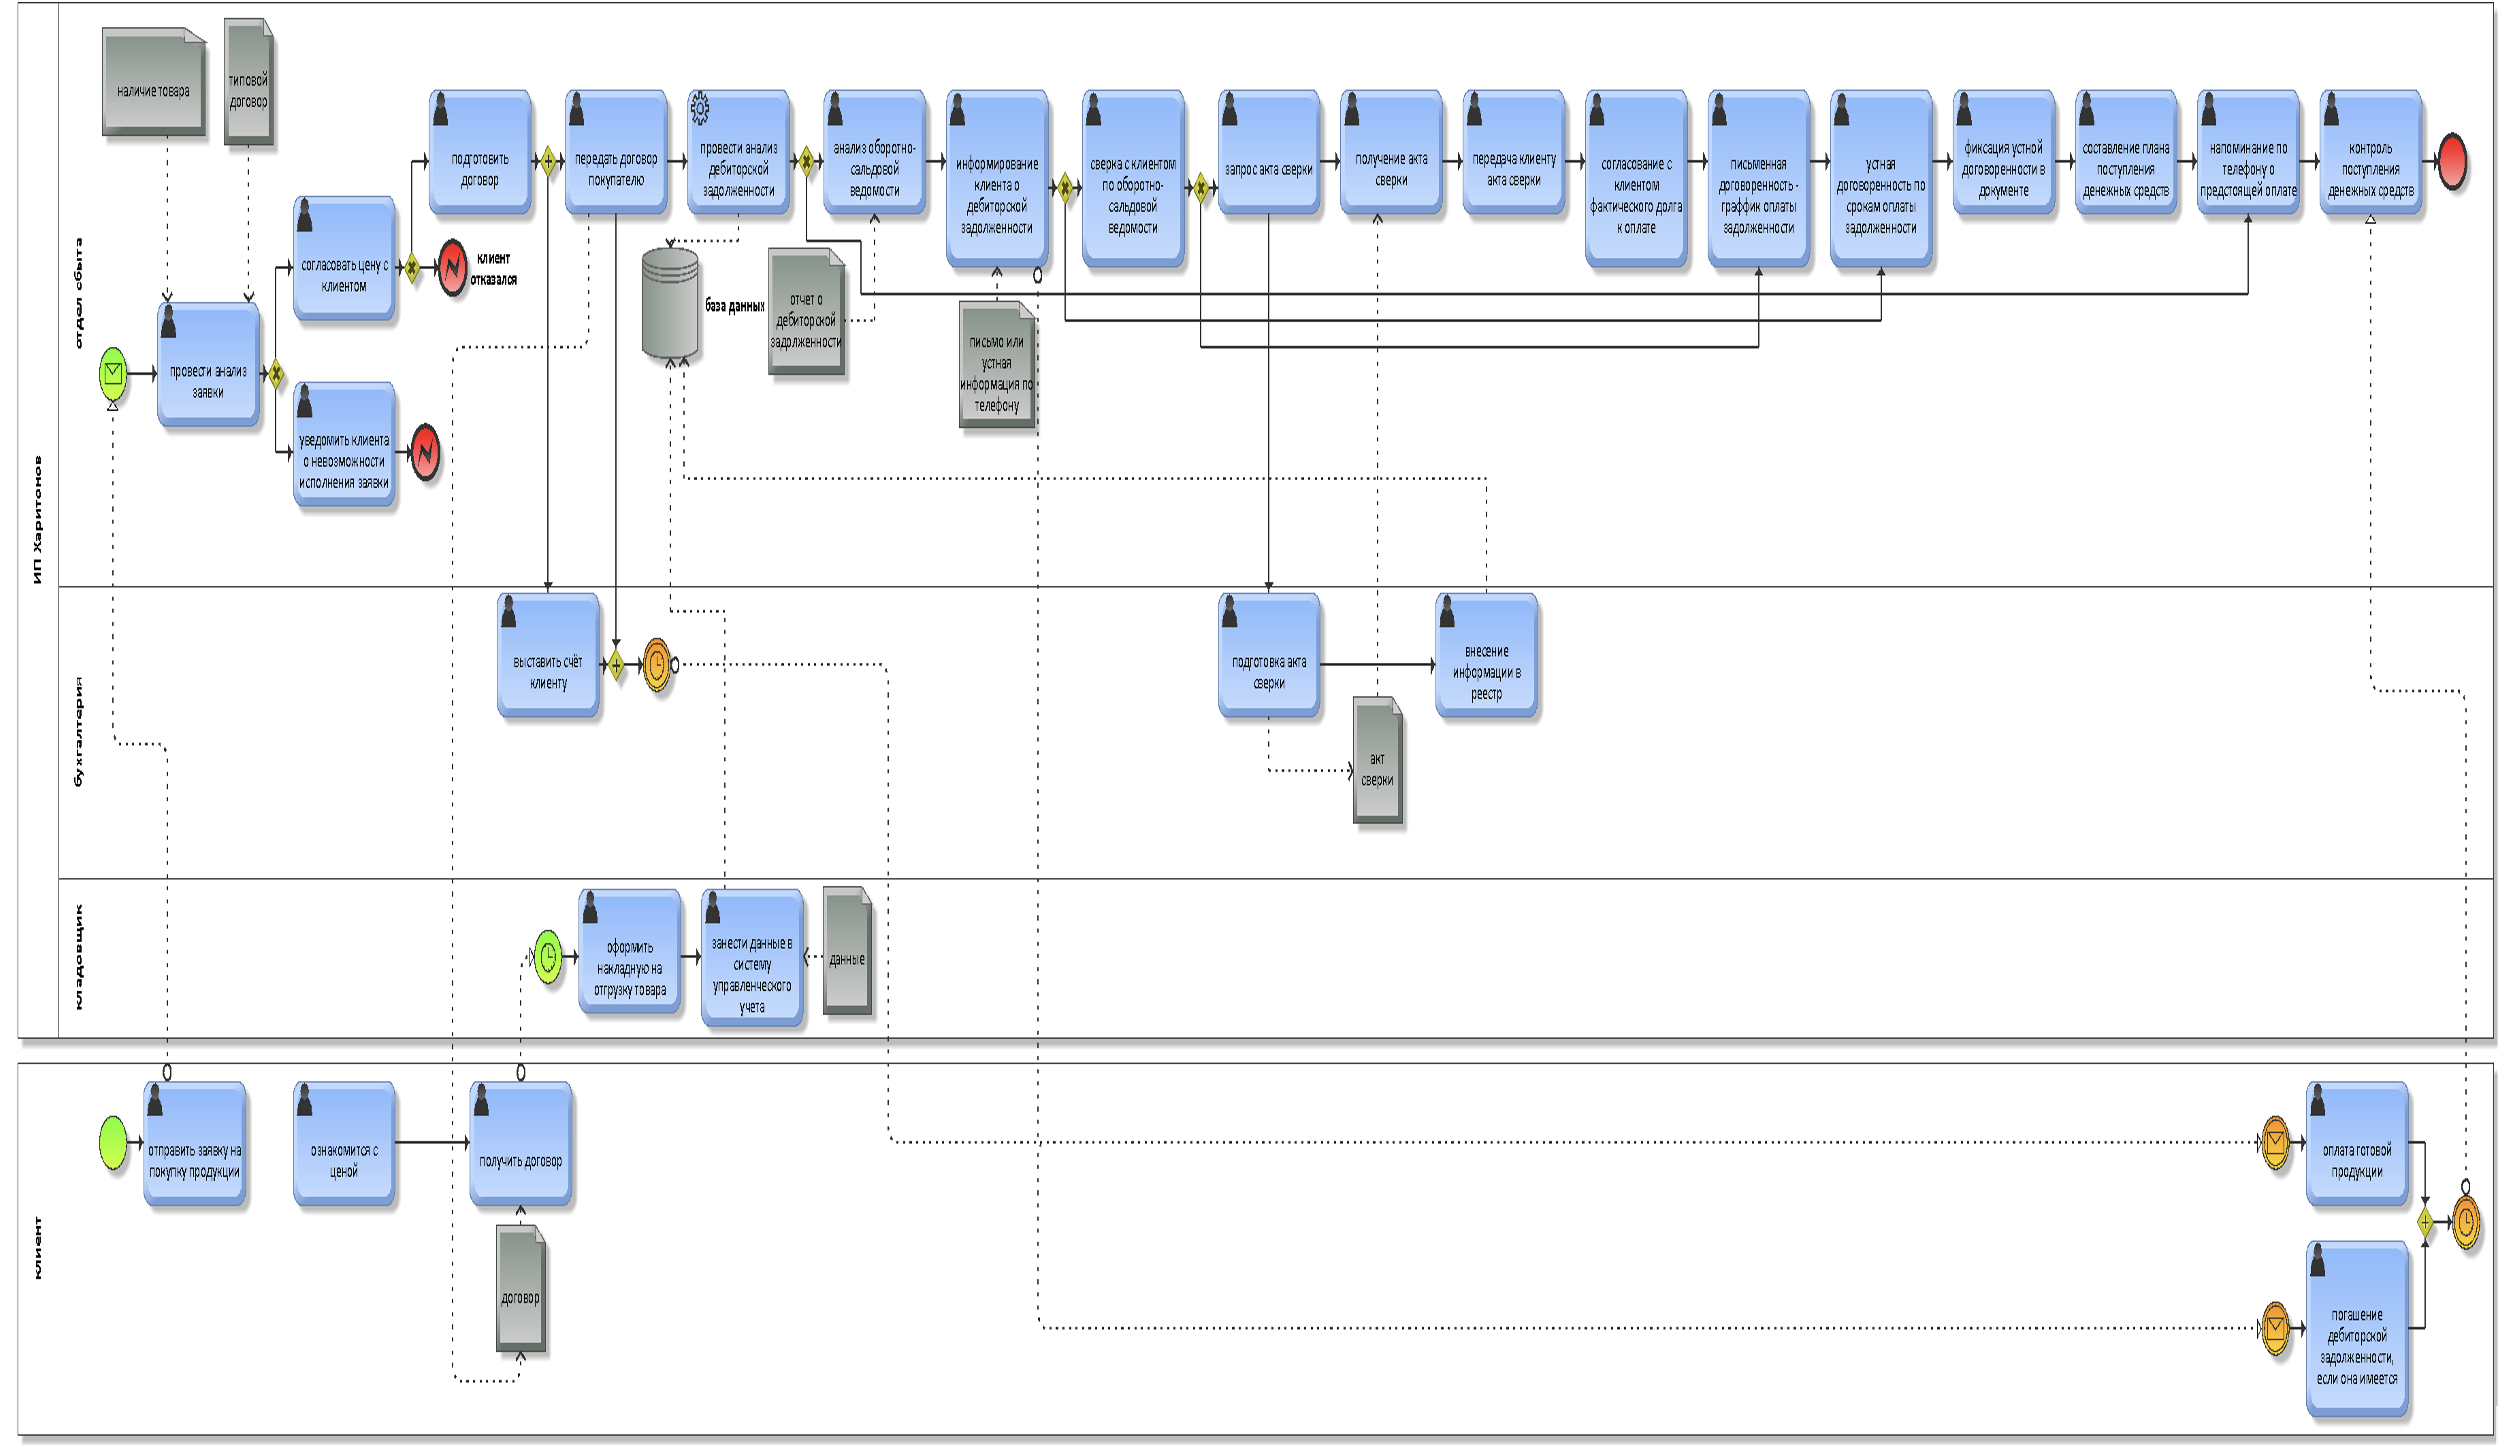 ИП Харитонов
отдел сбыта
наличие товара
типовой
договор
провести анализ
заявки
согласовать цену с
клиентом
клиент
отказался
уведомить клиента
о невозможности
исполнения заявки
подготовить
договор
передать договор
покупателю
провести анализ
дебиторской
задолженности
база данных
анализ оборотно-
сальдовой
ведомости
отчет о
дебиторской
задолженности
информирование
клиента о
дебиторской
задолженности
письмо или
устная
информация по
телефону
сверка с клиентом
по оборотно-
сальдовой
ведомости
запрос акта сверки
получение акта
сверки
передача клиенту
акта сверки
согласование с
клиентом
фактического долга
к оплате
письменная
договоренность -
граффик оплаты
задолженности
устная
договоренность по
срокам оплаты
задолженности
фиксация устной
договоренности в
документе
составление плана
поступления
денежных средств
напоминание по
телефону о
предстоящей оплате
контроль
поступления
денежных средств
бухгалтерия
выставить счёт
клиенту
подготовка акта
сверки
внесение
информации в
реестр
акт
сверки
кладовщик
оформить
накладную на
отгрузку товара
занести данные в
систему
управленческого
учета
данные
клиент
отправить заявку на
покупку продукции
ознакомится с
ценой
получить договор
договор
оплата готовой
продукции
погашение
дебиторской
задолженности,
если она имеется